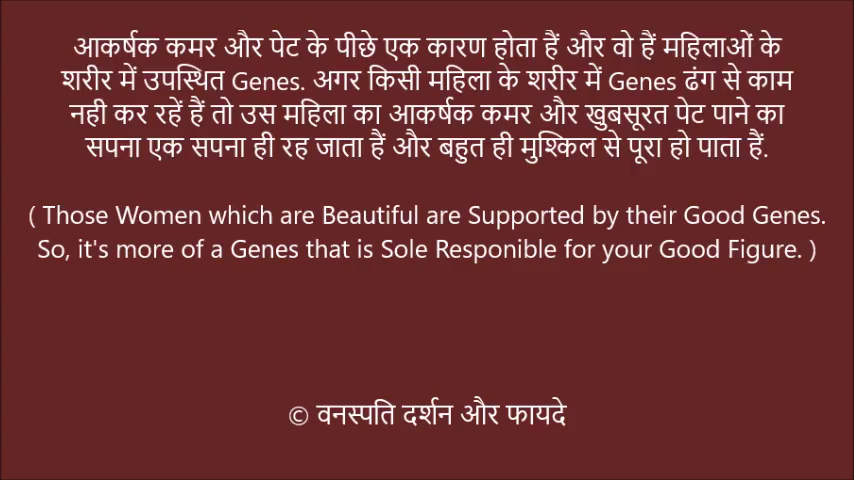 आकर्षक कमर और पेट के पीछे एक कारण होता हैं और वो हैं महिलाओं के
शरीर में उपस्थित Genes. अगर किसी महिला के शरीर में Genes ढंग से काम
नही कर रहें हैं तो उस महिला का आकर्षक कमर और खुबसूरत पेट पाने का
सपना एक सपना ही रह जाता हैं और बहुत ही मुश्किल से पूरा हो पाता हैं.
( Those Women which are Beautiful are Supported by their Good Genes.
So, it's more of a Genes that is Sole Responible for your Good Figure. )
© वनस्पति दर्शन और फायदे